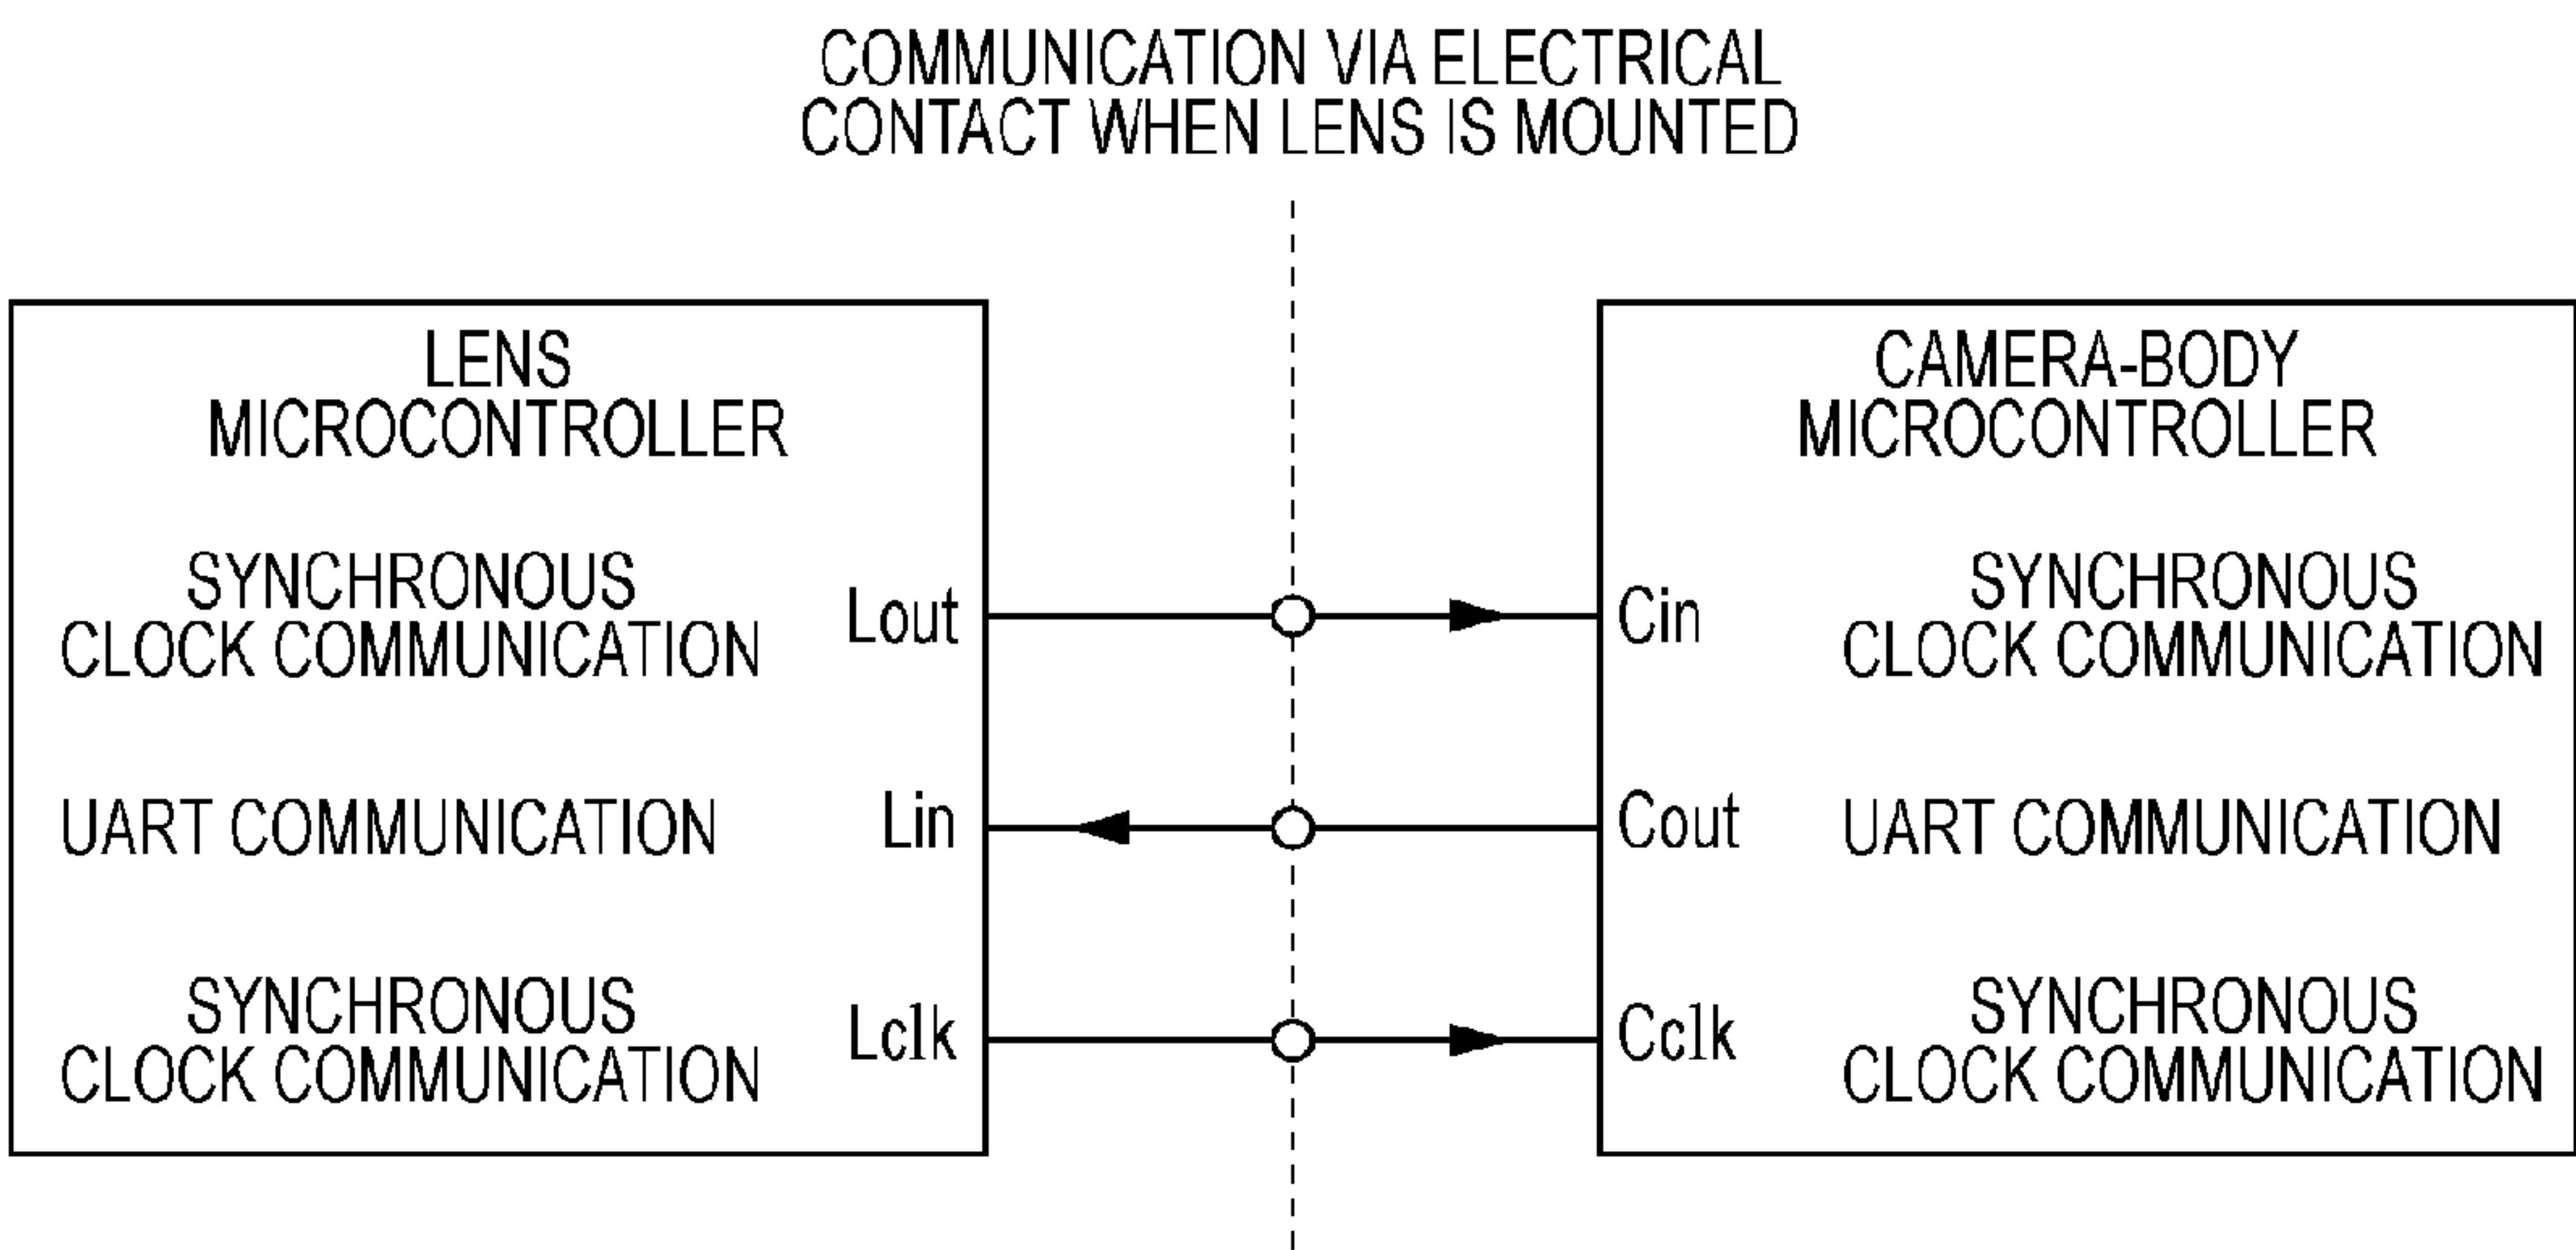 COMMUNICATION VIA ELECTRICAL
CONTACT WHEN LENS IS MOUNTED
LENS
MICROCONTROLLER
SYNCHRONOUS
CLOCK COMMUNICATION
Lout
UART COMMUNICATION
Lin
SYNCHRONOUS
CLOCK COMMUNICATION
Lclk
CAMERA-BODY
MICROCONTROLLER
Cin
SYNCHRONOUS
CLOCK COMMUNICATION
Cout
UART COMMUNICATION
Cclk
SYNCHRONOUS
CLOCK COMMUNICATION